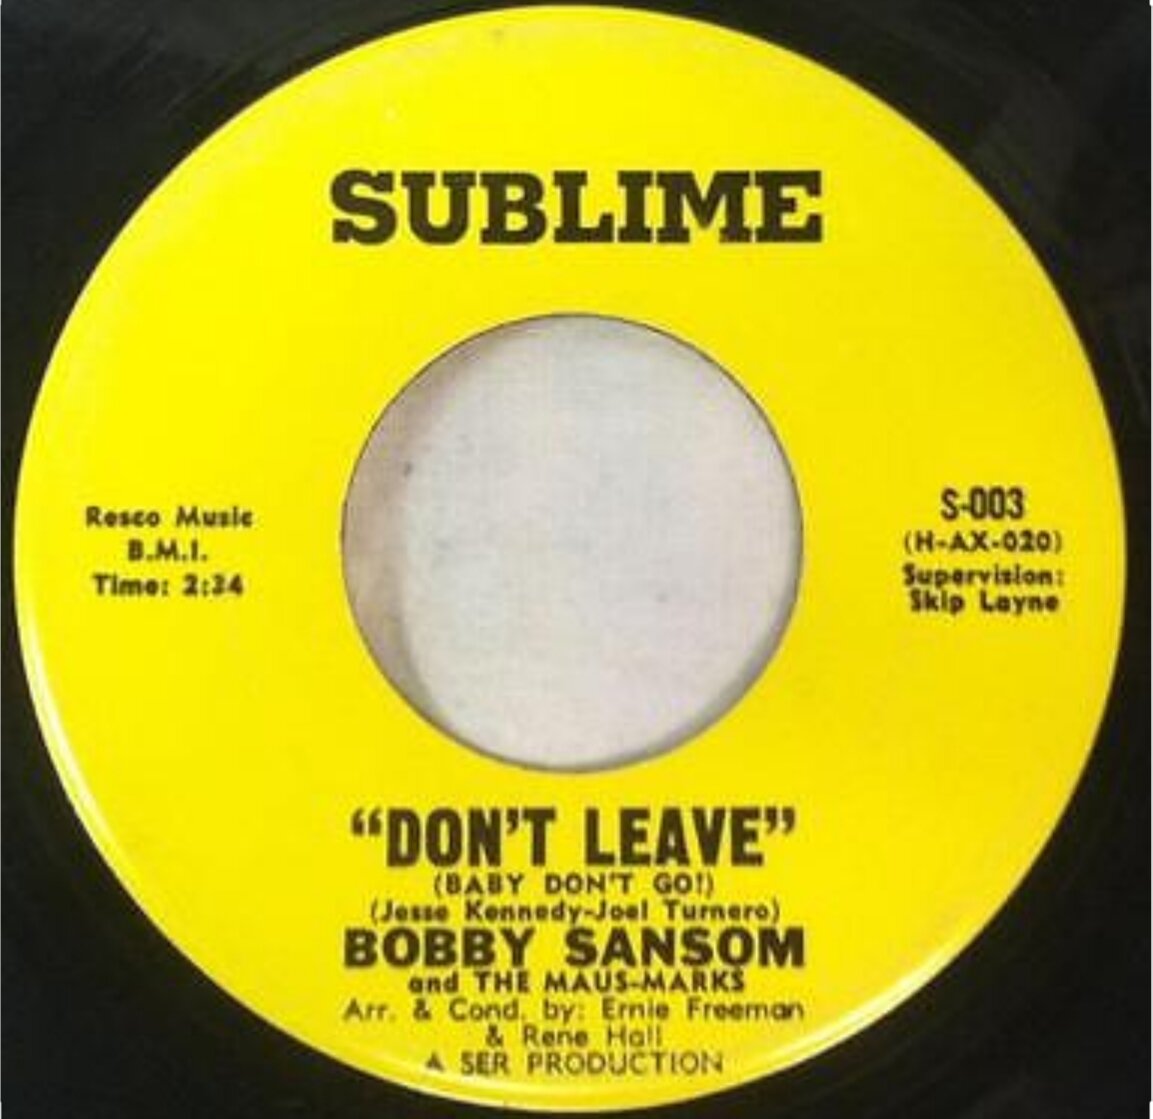 SUBLIME
Resco Music
B.M.I.
Time: 2:34
S-003
(H-AX-020)
Supervision:
Skip Layne
"DON'T LEAVE"
(BABY DON'T GO!)
(Jesse Kennedy-Joel Turnero)
BOBBY SANSOM
and THE MAUS-MARKS
Arr. & Cond. by: Ernie Freeman
& Rene Hall
A SER PRODUCTION